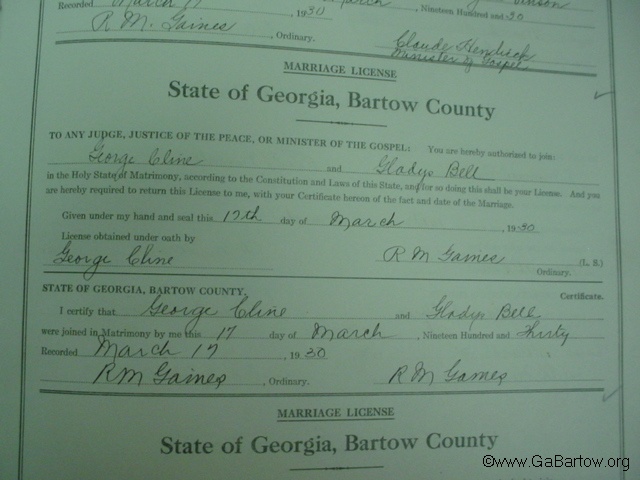 Recorded March 17 , 1930 , Nineteen Hundred and 30
R M. Gaines , Ordinary. Claude Hendrick
Minister of Gospel
MARRIAGE LICENSE
State of Georgia, Bartow County
TO ANY JUDGE, JUSTICE OF THE PEACE, OR MINISTER OF THE GOSPEL: You are hereby authorized to join:
George Cline and Gladys Bell
in the Holy State of Matrimony, according to the Constitution and Laws of this State, and for so doing this shall be your License. And you
are hereby required to return this License to me, with your Certificate hereon of the fact and date of the Marriage.
Given under my hand and seal this 17th day of March , 1930
License obtained under oath by
George Cline R M Gaines (L. S.)
Ordinary.
STATE OF GEORGIA, BARTOW COUNTY. Certificate.
I certify that George Cline and Gladys Bell
were joined in Matrimony by me this 17 day of March , Nineteen Hundred and Thirty
Recorded March 17 , 1930
R M Gaines , Ordinary. R M Gaines
MARRIAGE LICENSE
State of Georgia, Bartow County
©www.GaBartow.org